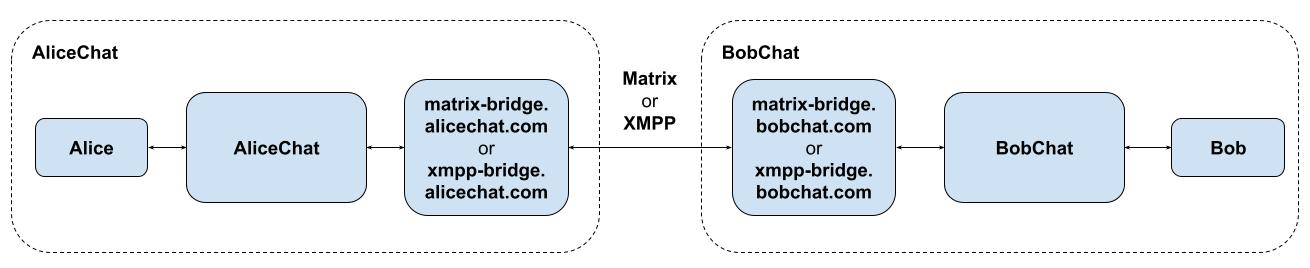 AliceChat
Alice
AliceChat
matrix-bridge.
alicechat.com
or
xmpp-bridge.
alicechat.com
Matrix
or
XMPP
BobChat
matrix-bridge.
bobchat.com
or
xmpp-bridge.
bobchat.com
BobChat
Bob